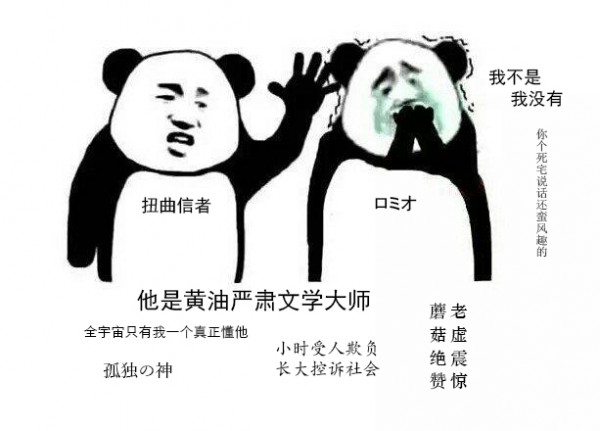 我不是
我没有
你个死宅说话还蛮风趣的
扭曲信者
ロミオ
他是黄油严肃文学大师
全宇宙只有我一个真正懂他
孤独の神
小时受人欺负
长大控诉社会
老虚震惊
蘑菇绝赞